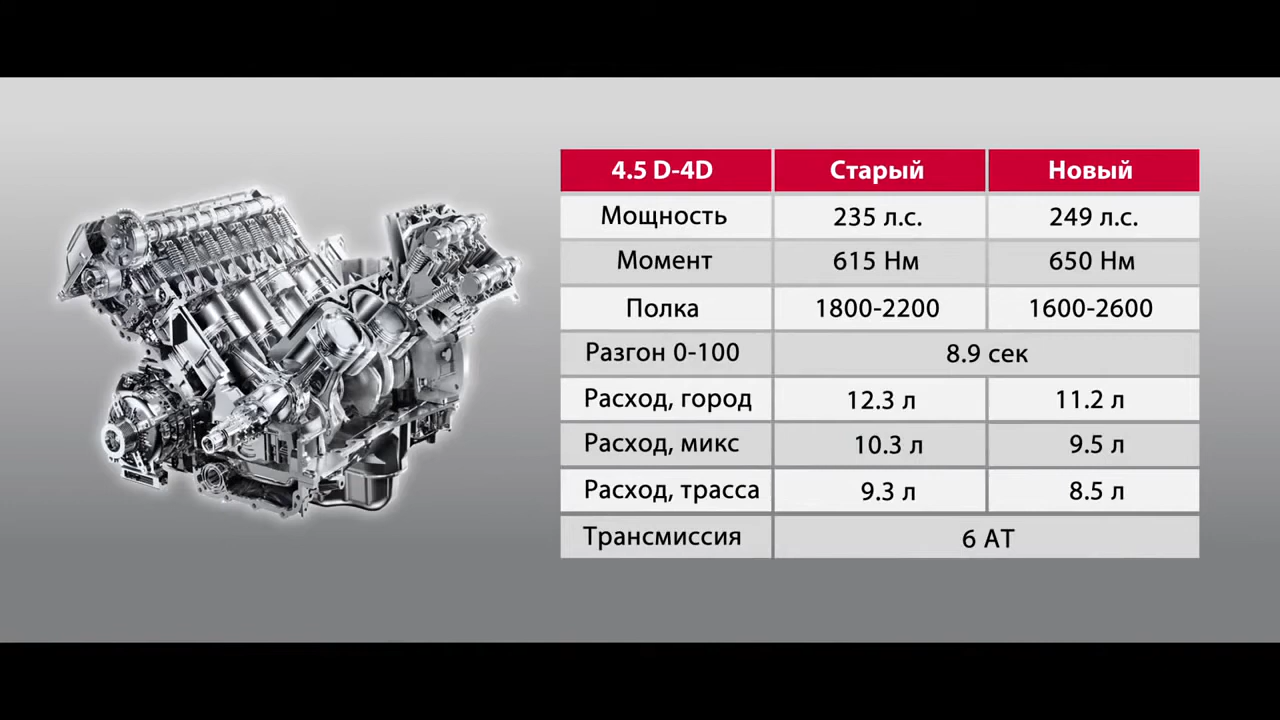 4.5 D-4D Старый Новый
Мощность 235 л.с. 249 л.с.
Момент 615 Нм 650 Нм
Полка 1800-2200 1600-2600
Разгон 0-100 8.9 сек
Расход, город 12.3 л 11.2 л
Расход, микс 10.3 л 9.5 л
Расход, трасса 9.3 л 8.5 л
Трансмиссия 6 АТ